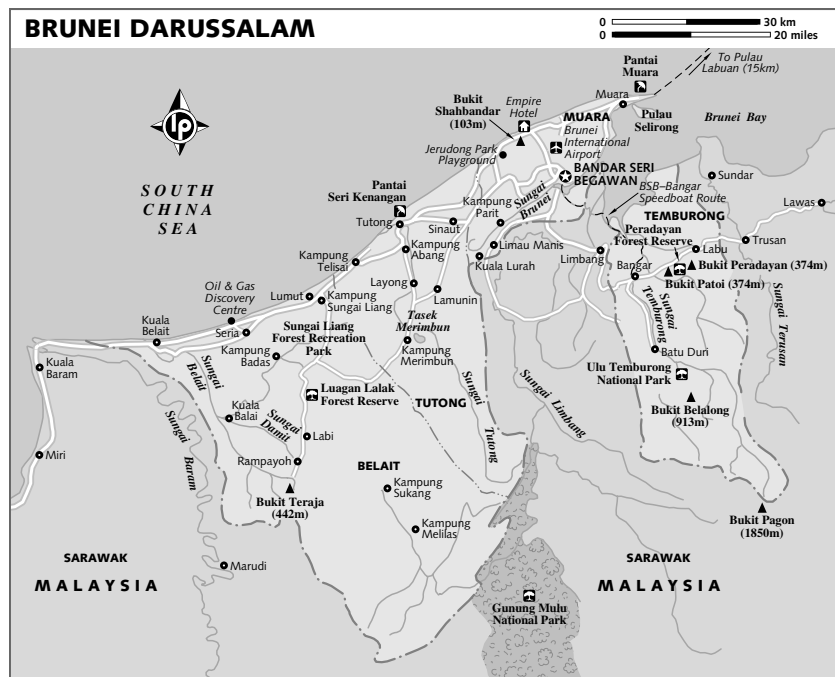 BRUNEI DARUSSALAM
0 30 km
0 20 miles
To Pulau
Labuan (15km)
Pantai
Muara
Muara
Pulau
Selirong
Brunei Bay
Empire
Hotel
Bukit
Shahbandar
(103m)
MUARA
Brunei
International
Airport
Jerudong Park
Playground
BANDAR SERI
BEGAWAN
lp
SOUTH
CHINA
SEA
Pantai
Seri Kenangan
Tutong
Sinaut
Kampung
Parit
Sungai
Brunei
BSB–Bangar
Speedboat Route
Sundar
Lawas
TEMBURONG
Peradayan
Forest Reserve
Labu
Trusan
Limau Manis
Kuala Lurah
Limbang
Bangar
Bukit Peradayan (374m)
Bukit Patoi (374m)
Kampung
Abang
Kampung
Telisai
Layong
Lamunin
Oil & Gas
Discovery
Centre
Lumut
Kampung
Sungai Liang
Tasek
Merimbun
Sungai
Temburong
Sungai Terusan
Kuala
Belait
Seria
Sungai Liang
Forest Recreation
Park
Kampung
Merimbun
Batu Duri
Kuala
Baram
Sungai
Belait
Kampung
Badas
Ulu Temburong
National Park
Luagan Lalak
Forest Reserve
TUTONG
Sungai
Tutong
Sungai Limbang
Bukit Belalong
(913m)
Kuala
Balai
Sungai
Damit
Labi
Miri
Sungai Baram
Rampayoh
BELAIT
Bukit Teraja
(442m)
Kampung
Sukang
Kampung
Melilas
Bukit Pagon
(1850m)
SARAWAK
MALAYSIA
Marudi
SARAWAK
MALAYSIA
Gunung Mulu
National Park